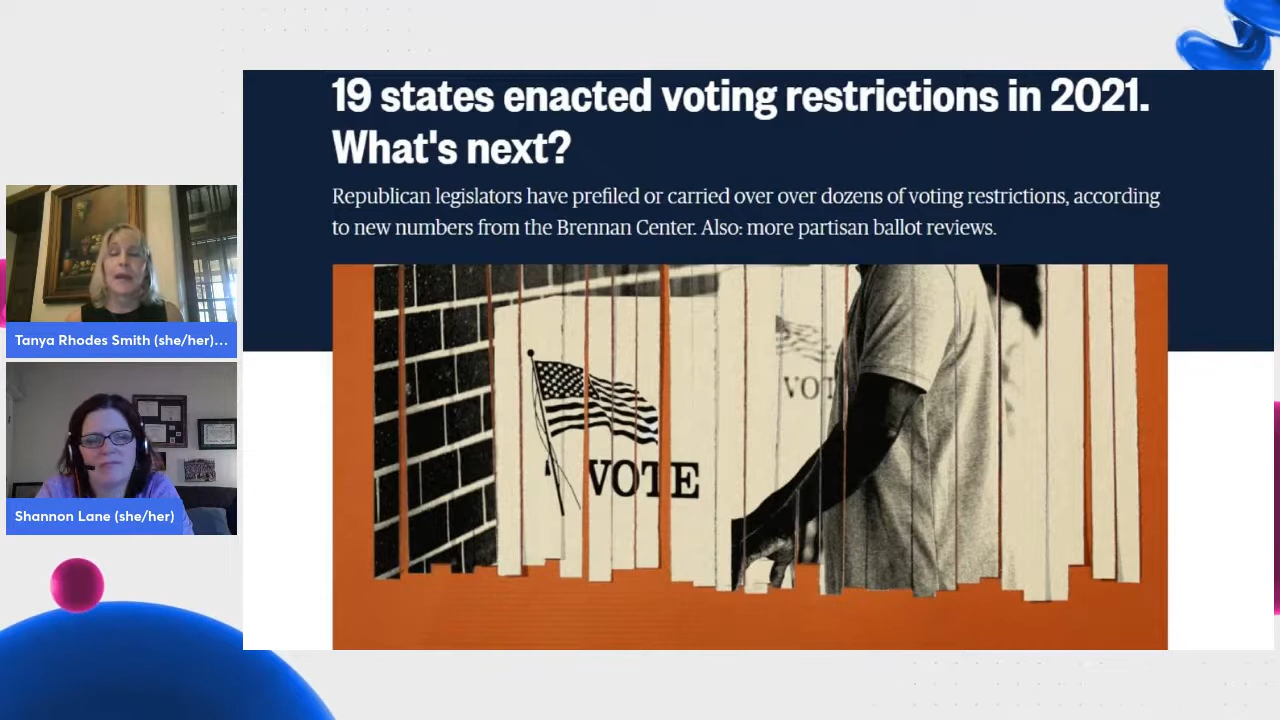 19 states enacted voting restrictions in 2021.
What's next?
Republican legislators have prefiled or carried over over dozens of voting restrictions, according
to new numbers from the Brennan Center. Also: more partisan ballot reviews.
VOT
VOTE
Tanya Rhodes Smith (she/her)…
Shannon Lane (she/her)